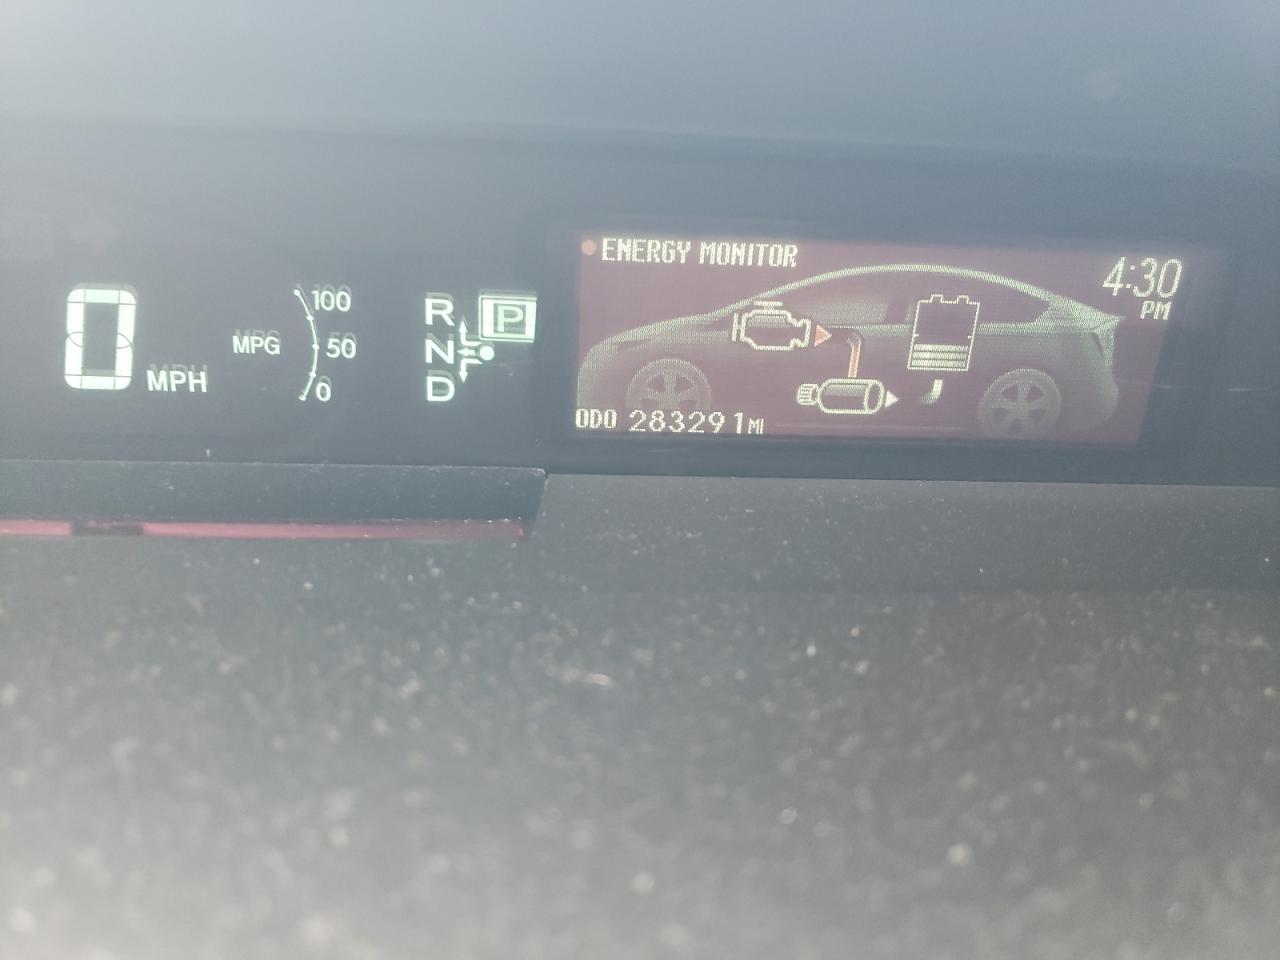 0 MPH
MPG
100
50
0
R
N
D
P
ENERGY MONITOR
4:30
PM
ODO 283291 MI